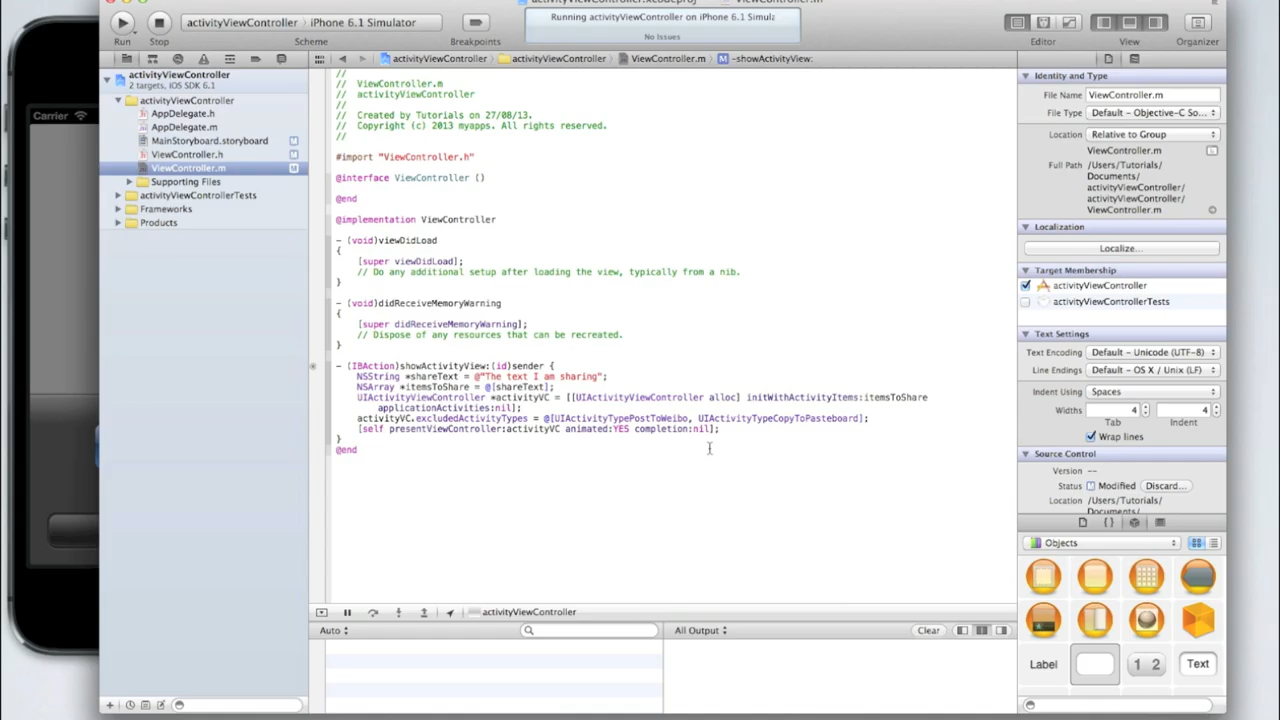 activityViewController.xcodeproj
ViewController.m
activityViewController
iPhone 6.1 Simulator
Running activityViewController on iPhone 6.1 Simula
No Issues
Run
Stop
Scheme
Breakpoints
Editor
View
Organizer
activityViewController
activityViewController
ViewController.m
M
-showActivityView:
activityViewController
2 targets, iOS SDK 6.1
activityViewController
AppDelegate.h
AppDelegate.m
MainStoryboard.storyboard
M
ViewController.h
M
ViewController.m
M
Supporting Files
activityViewControllerTests
Frameworks
Products
Carrier
//
// ViewController.m
// activityViewController
//
// Created by Tutorials on 27/08/13.
// Copyright (c) 2013 myapps. All rights reserved.
//
#import "ViewController.h"
@interface ViewController ()
@end
@implementation ViewController
- (void)viewDidLoad
{
[super viewDidLoad];
// Do any additional setup after loading the view, typically from a nib.
}
- (void)didReceiveMemoryWarning
{
[super didReceiveMemoryWarning];
// Dispose of any resources that can be recreated.
}
- (IBAction)showActivityView:(id)sender {
NSString *shareText = @"The text I am sharing";
NSArray *itemsToShare = @[shareText];
UIActivityViewController *activityVC = [[UIActivityViewController alloc] initWithActivityItems:itemsToShare
applicationActivities:nil];
activityVC.excludedActivityTypes = @[UIActivityTypePostToWeibo, UIActivityTypeCopyToPasteboard];
[self presentViewController:activityVC animated:YES completion:nil];
}
@end
activityViewController
Auto
All Output
Clear
Identity and Type
File Name
ViewController.m
File Type
Default - Objective-C So...
Location
Relative to Group
ViewController.m
Full Path
/Users/Tutorials/
Documents/
activityViewController/
activityViewController/
ViewController.m
Localization
Localize...
Target Membership
activityViewController
activityViewControllerTests
Text Settings
Text Encoding
Default - Unicode (UTF-8)
Line Endings
Default - OS X / Unix (LF)
Indent Using
Spaces
Widths
4
4
Tab
Indent
Wrap lines
Source Control
Version --
Status
M
Modified
Discard...
Location
/Users/Tutorials/
Documents/
Objects
Label
1 2
Text